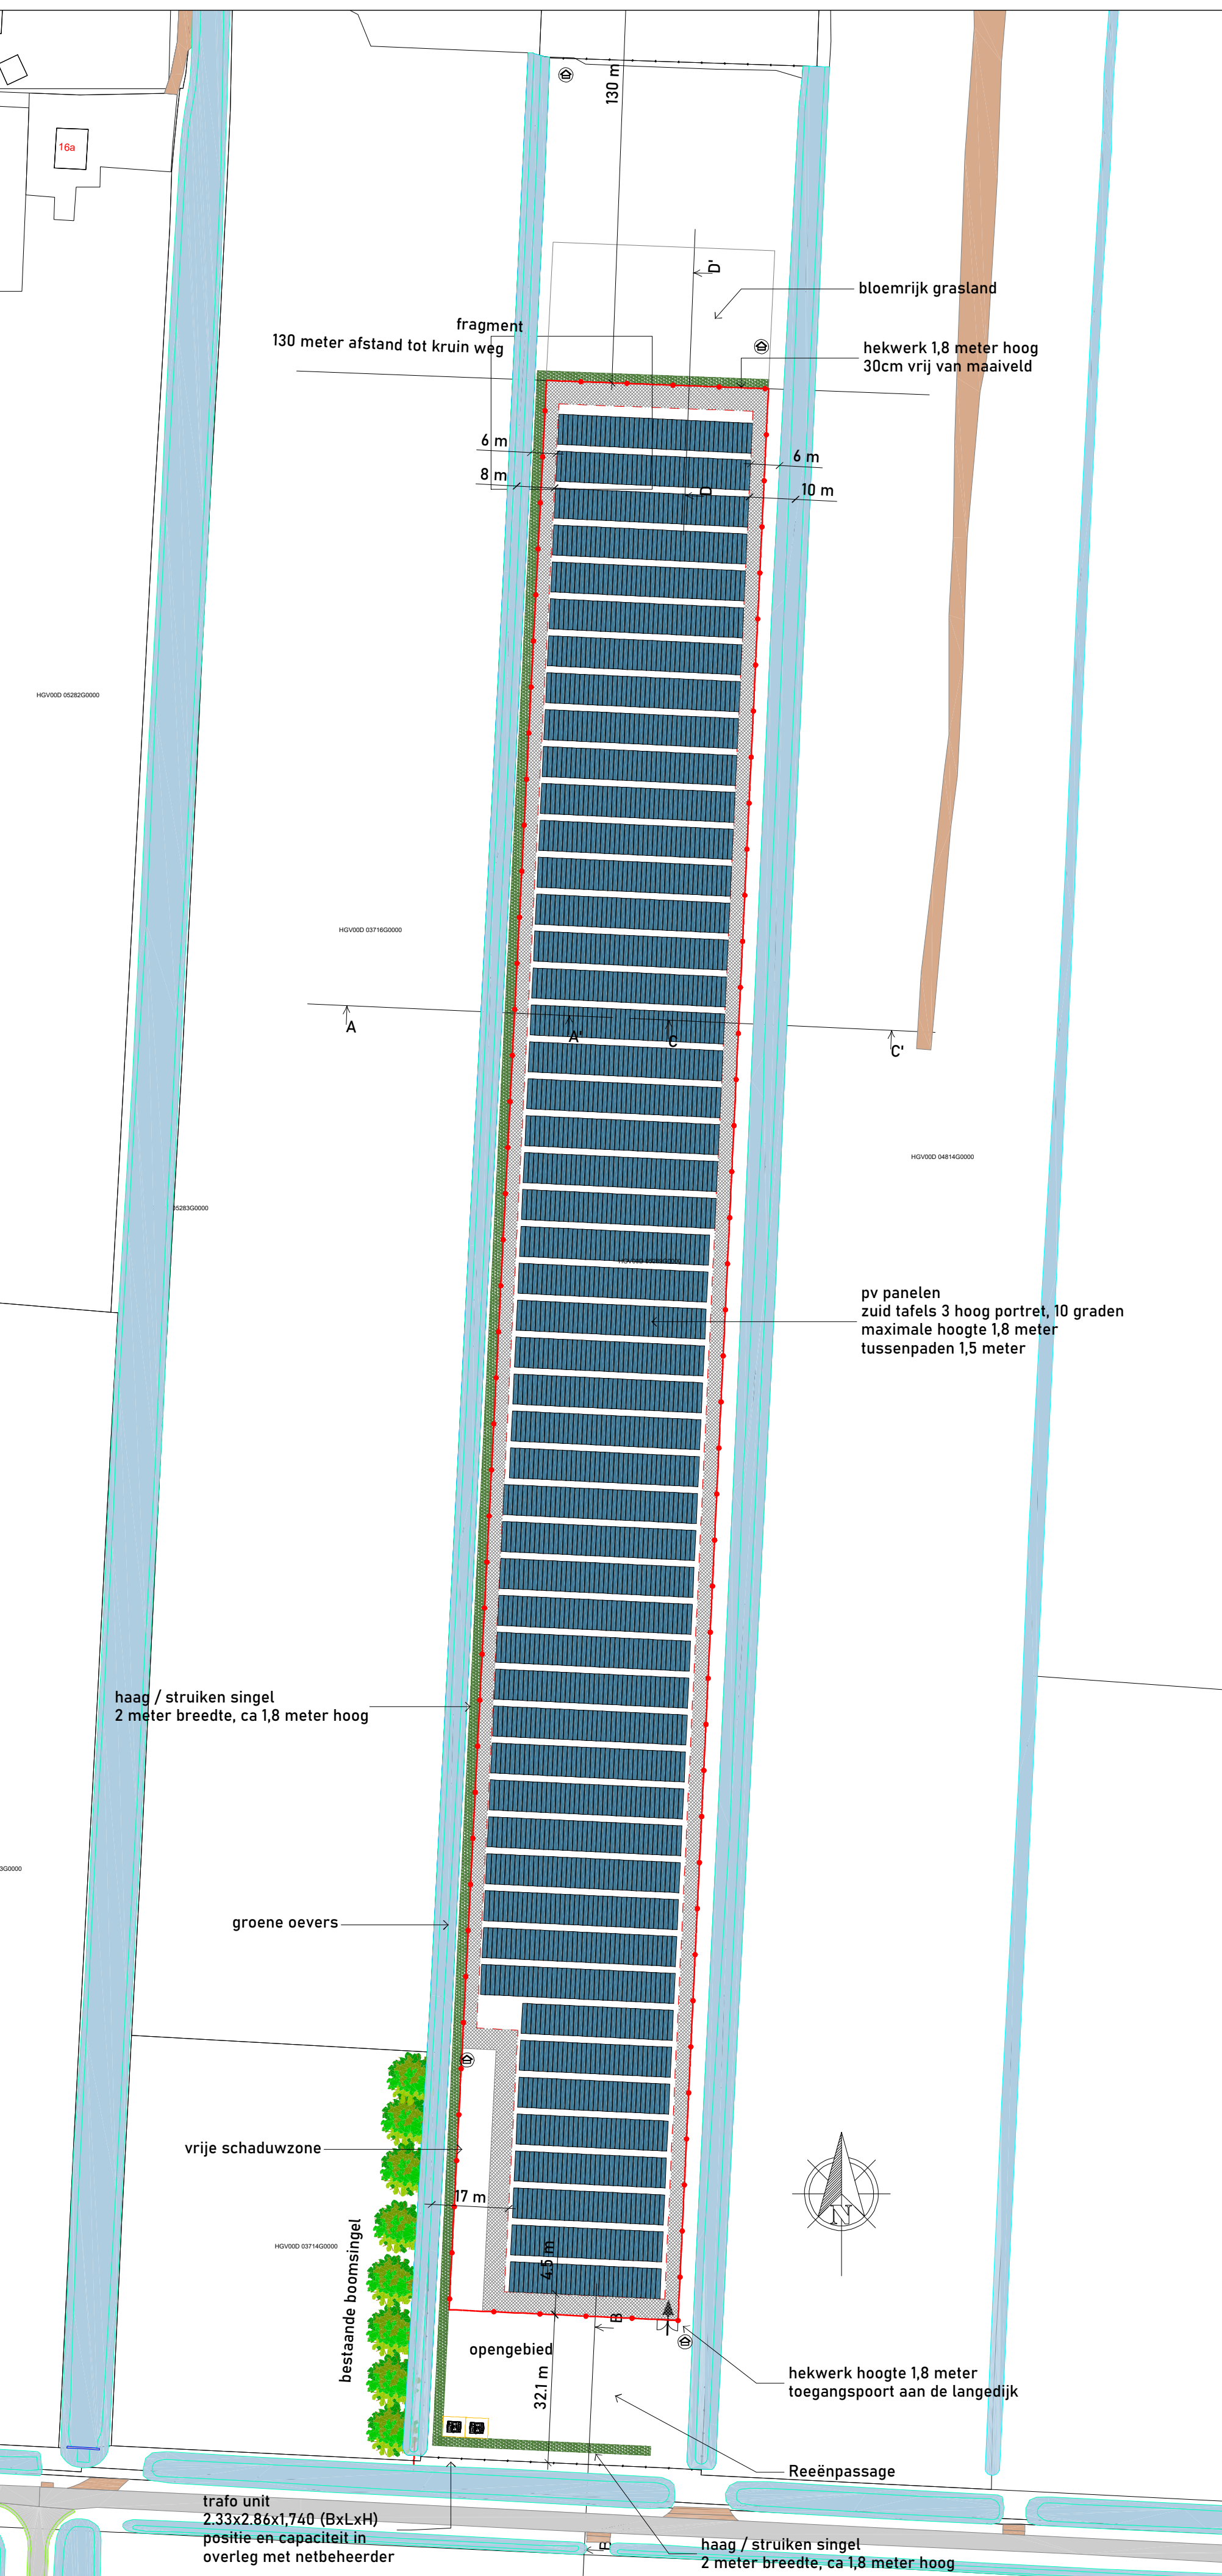 130 m
16a
D'
bloemrijk grasland
fragment
130 meter afstand tot kruin weg
hekwerk 1,8 meter hoog
30cm vrij van maaiveld
6 m
6 m
8 m
D
10 m
HGV00D 05282G0000
HGV00D 03716G0000
A
A'
C
C'
HGV00D 04814G0000
05283G0000
pv panelen
zuid tafels 3 hoog portret, 10 graden
maximale hoogte 1,8 meter
tussenpaden 1,5 meter
haag / struiken singel
2 meter breedte, ca 1,8 meter hoog
3G0000
groene oevers
vrije schaduwzone
17 m
N
HGV00D 03714G0000
bestaande boomsingel
4.5 m
B
opengebied
32.1 m
hekwerk hoogte 1,8 meter
toegangspoort aan de langedijk
Reeënpassage
trafo unit
2.33x2.86x1,740 (BxLxH)
positie en capaciteit in
overleg met netbeheerder
haag / struiken singel
2 meter breedte, ca 1,8 meter hoog